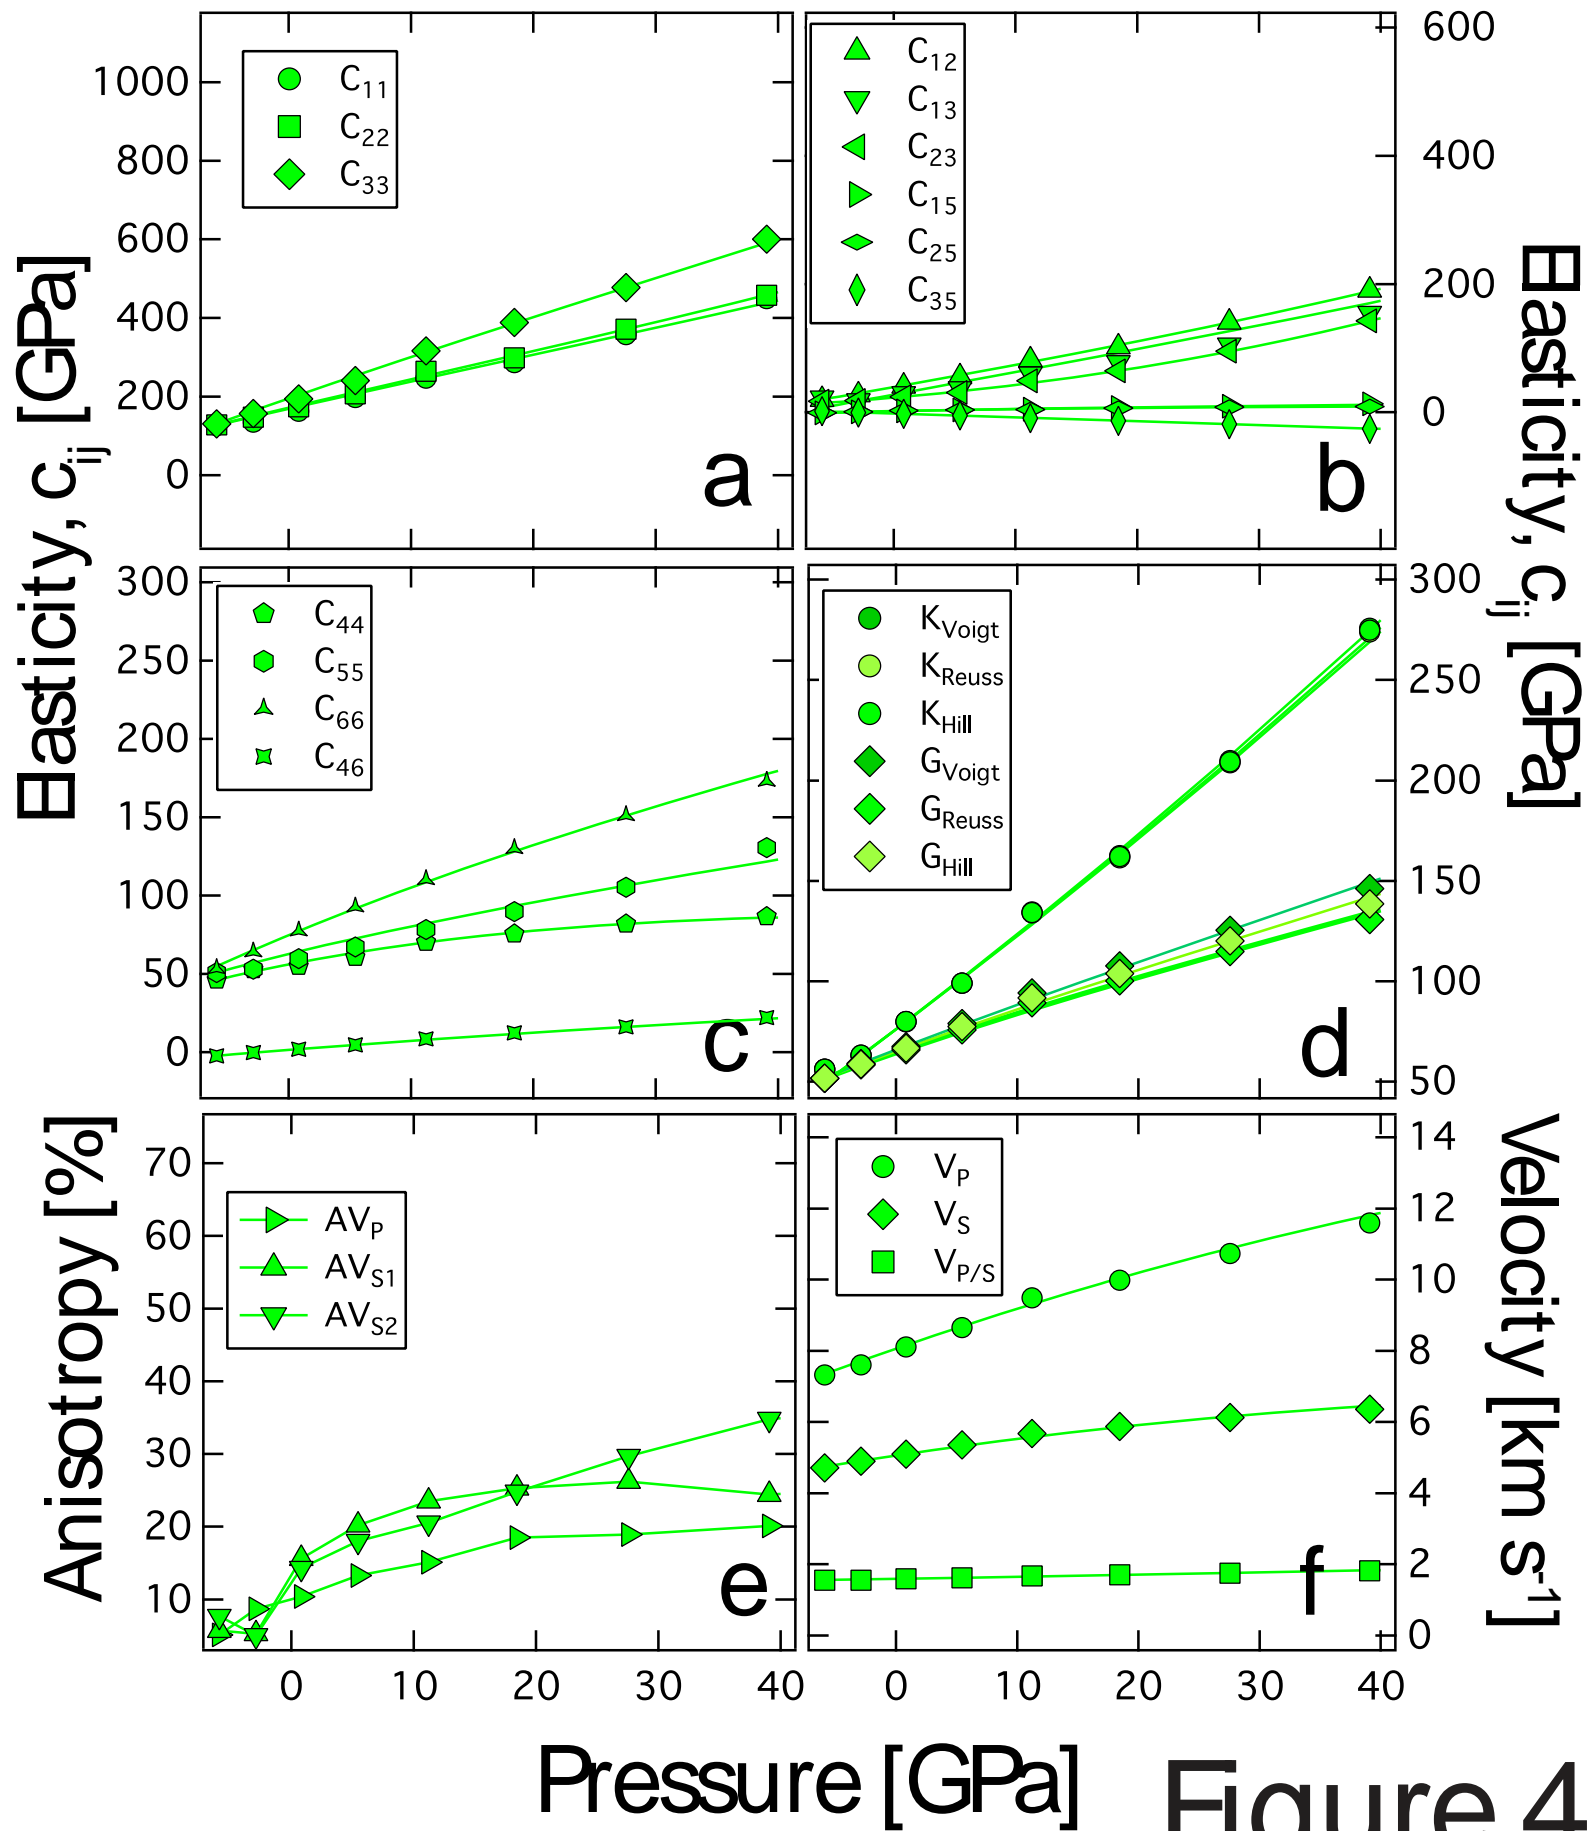 1000
800
600
400
200
0
C11
C22
C33
a
600
400
200
0
C12
C13
C23
C15
C25
C35
b
Elasticity, cij [GPa]
Elasticity, cij, [GPa]
300
250
200
150
100
50
0
C44
C55
C66
C46
c
300
250
200
150
100
50
KVoigt
KReuss
KHill
GVoigt
GReuss
GHill
d
Anisotropy [%]
70
60
50
40
30
20
10
AVP
AVS1
AVS2
e
0 10 20 30 40
14
12
10
8
6
4
2
0
VP
VS
VP/S
f
Velocity [km s-1]
0 10 20 30 40
Pressure [GPa]
Figure 4